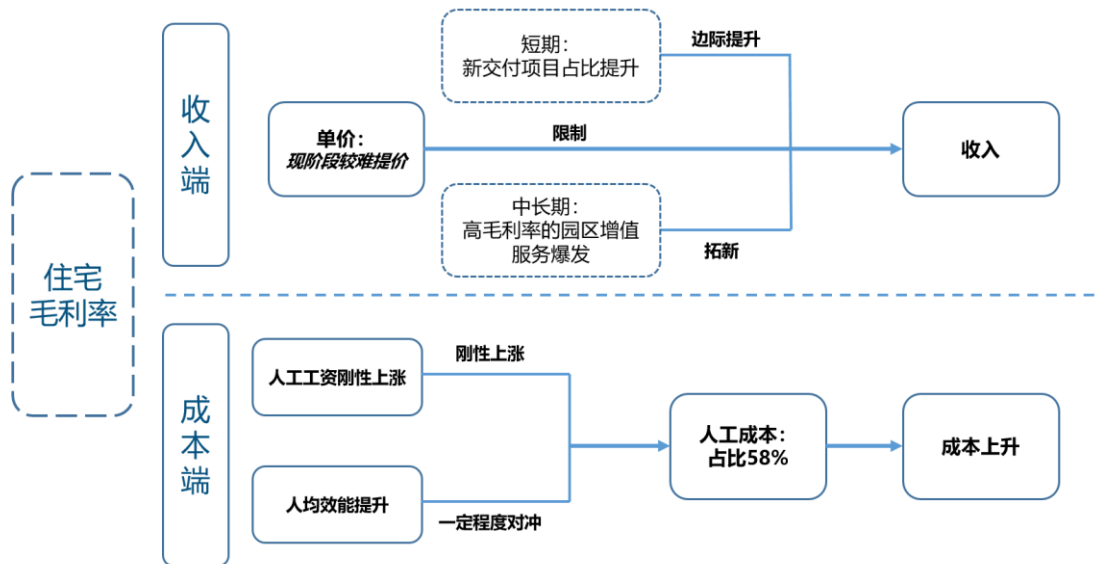 住宅
毛利率
收入端
短期：
新交付项目占比提升
边际提升
单价：
现阶段较难提价
限制
收入
中长期：
高毛利率的园区增值
服务爆发
拓新
成本端
人工工资刚性上涨
刚性上涨
人均效能提升
一定程度对冲
人工成本：
占比58%
成本上升